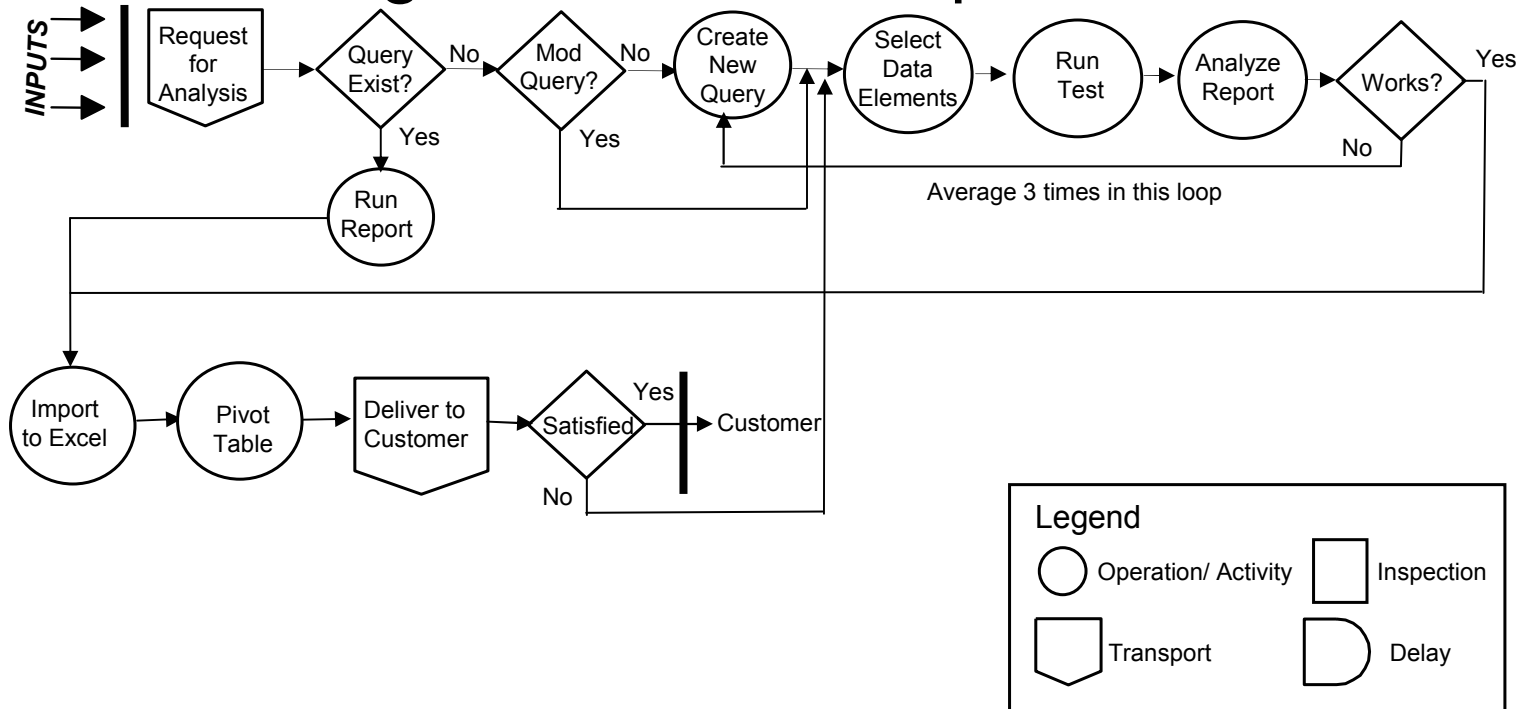 INPUTS
Request
for
Analysis
Query
Exist?
No
Yes
Mod
Query?
No
Yes
Create
New
Query
Select
Data
Elements
Run
Test
Analyze
Report
Works?
Yes
No
Average 3 times in this loop
Run
Report
Import
to Excel
Pivot
Table
Deliver to
Customer
Satisfied
Yes
No
Customer
Legend
Operation/ Activity
Inspection
Transport
Delay